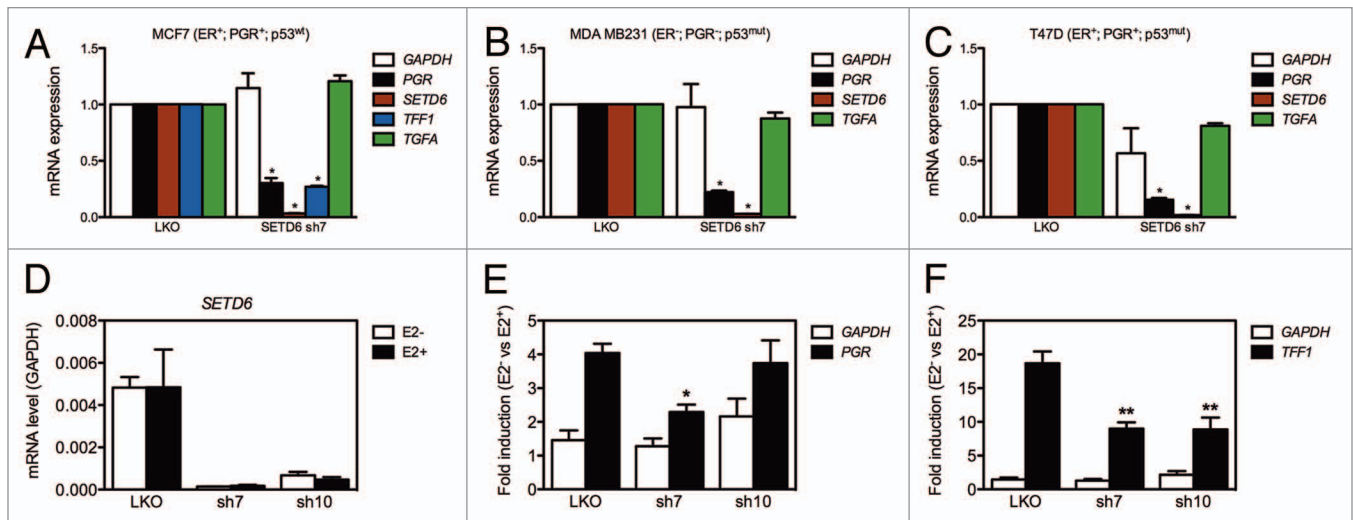 A
MCF7 (ER+; PGR+; p53wt)
mRNA expression
1.5
1.0
0.5
0.0
* * *
LKO
SETD6 sh7
GAPDH
PGR
SETD6
TFF1
TGFA
B
MDA MB231 (ER-; PGR-; p53mut)
mRNA expression
1.5
1.0
0.5
0.0
* *
LKO
SETD6 sh7
GAPDH
PGR
SETD6
TGFA
C
T47D (ER+; PGR+; p53mut)
mRNA expression
1.5
1.0
0.5
0.0
* *
LKO
SETD6 sh7
GAPDH
PGR
SETD6
TGFA
D
SETD6
mRNA level (GAPDH)
0.008
0.006
0.004
0.002
0.000
LKO
sh7
sh10
E2-
E2+
E
Fold induction (E2- vs E2+)
5
4
3
2
1
0
*
LKO
sh7
sh10
GAPDH
PGR
F
Fold induction (E2- vs E2+)
25
20
15
10
5
0
** **
LKO
sh7
sh10
GAPDH
TFF1